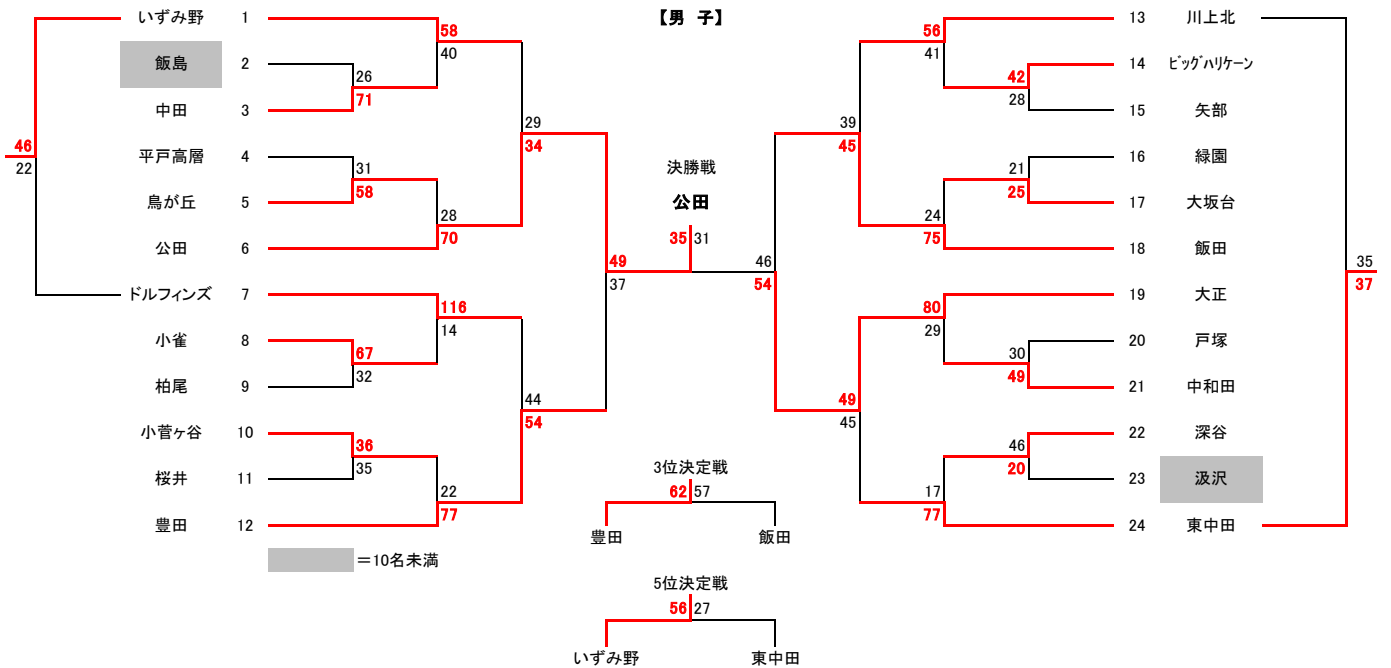 【男 子】
いずみ野 1
飯島 2
中田 3
平戸高層 4
鳥が丘 5
公田 6
ドルフィンズ 7
小雀 8
柏尾 9
小菅ヶ谷 10
桜井 11
豊田 12
＝10名未満
46
22
58
40
26
71
31
58
28
70
29
34
116
14
67
32
36
35
22
77
44
54
49
37
決勝戦
公田
35 31
46
54
39
45
56
41
42
28
21
25
24
75
80
29
30
49
49
45
46
20
17
77
13 川上北
14 ビッグハリケーン
15 矢部
16 緑園
17 大坂台
18 飯田
19 大正
20 戸塚
21 中和田
22 深谷
23 汲沢
24 東中田
35
37
3位決定戦
62 57
豊田 飯田
5位決定戦
56 27
いずみ野 東中田